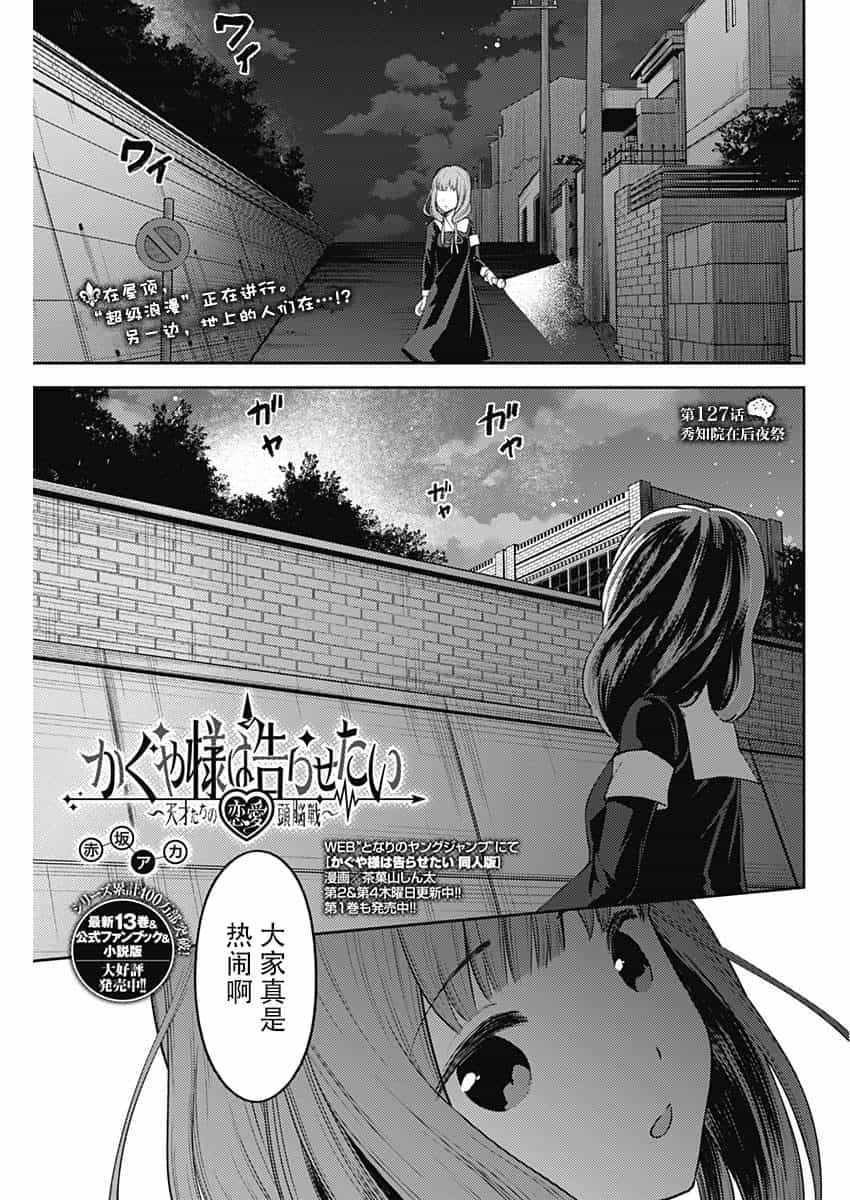 ワイ
ワイ
在屋顶，
“超级浪漫”正在进行。
另一边，地上的人们在…!?
第127话
秀知院在后夜祭
ガヤ
ガヤ
ガヤ
かぐや様は告らせたい
～天才たちの恋愛頭脳戦～
赤坂アカ
WEB“となりのヤングジャンプ”にて
【かぐや様は告らせたい 同人版】
漫画×茶菓山しん太
第2&第4木曜日更新中!!
第1巻も発売中!!
シリーズ累計400万部突破!
最新13巻&
公式ファンブック&
小説版
大好評
発売中!!
大家真是
热闹啊